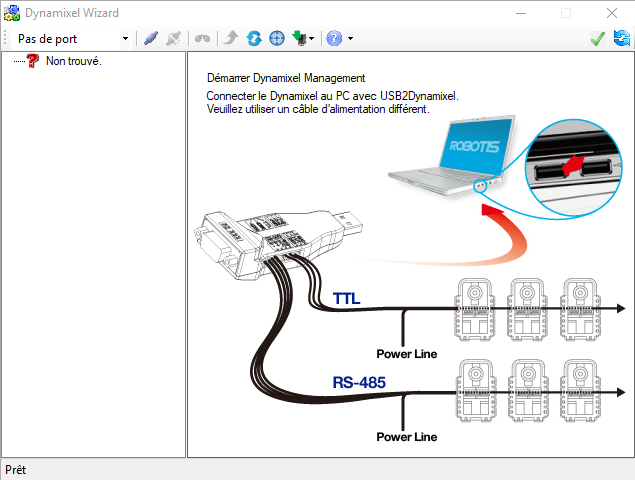 Dynamixel Wizard
Pas de port
Non trouvé.
Démarrer Dynamixel Management
Connecter le Dynamixel au PC avec USB2Dynamixel.
Veuillez utiliser un câble d'alimentation différent.
ROBOTIS
TTL
Power Line
RS-485
Power Line
Prêt